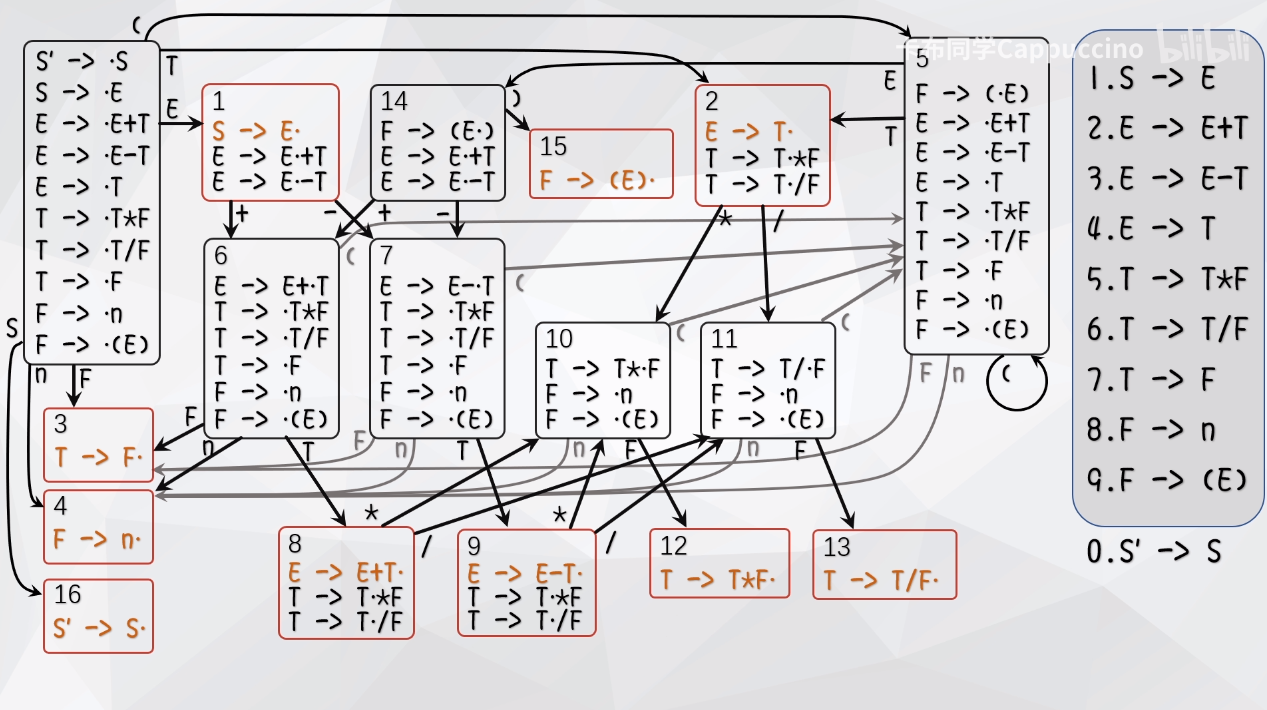 (
卡布同学Cappuccino
bilibili
S' -> ·S
S -> ·E
E -> ·E+T
E -> ·E-T
E -> ·T
T -> ·T*F
T -> ·T/F
T -> ·F
F -> ·n
F -> ·(E)
T
E
S
n
F
1
S -> E·
E -> E·+T
E -> E·-T
14
F -> (E·)
E -> E·+T
E -> E·-T
)
15
F -> (E)·
2
E -> T·
T -> T·*F
T -> T·/F
E
T
5
F -> (·E)
E -> ·E+T
E -> ·E-T
E -> ·T
T -> ·T*F
T -> ·T/F
T -> ·F
F -> ·n
F -> ·(E)
+
-
+
-
*
/
(
(
(
(
6
E -> E+·T
T -> ·T*F
T -> ·T/F
T -> ·F
F -> ·n
F -> ·(E)
7
E -> E-·T
T -> ·T*F
T -> ·T/F
T -> ·F
F -> ·n
F -> ·(E)
10
T -> T*·F
F -> ·n
F -> ·(E)
11
T -> T/·F
F -> ·n
F -> ·(E)
F
n
(
3
T -> F·
F
n
T
F
n
T
n
F
n
F
4
F -> n·
*
/
*
/
8
E -> E+T·
T -> T·*F
T -> T·/F
9
E -> E-T·
T -> T·*F
T -> T·/F
12
T -> T*F·
13
T -> T/F·
16
S' -> S·
1.S -> E
2.E -> E+T
3.E -> E-T
4.E -> T
5.T -> T*F
6.T -> T/F
7.T -> F
8.F -> n
9.F -> (E)
0.S' -> S